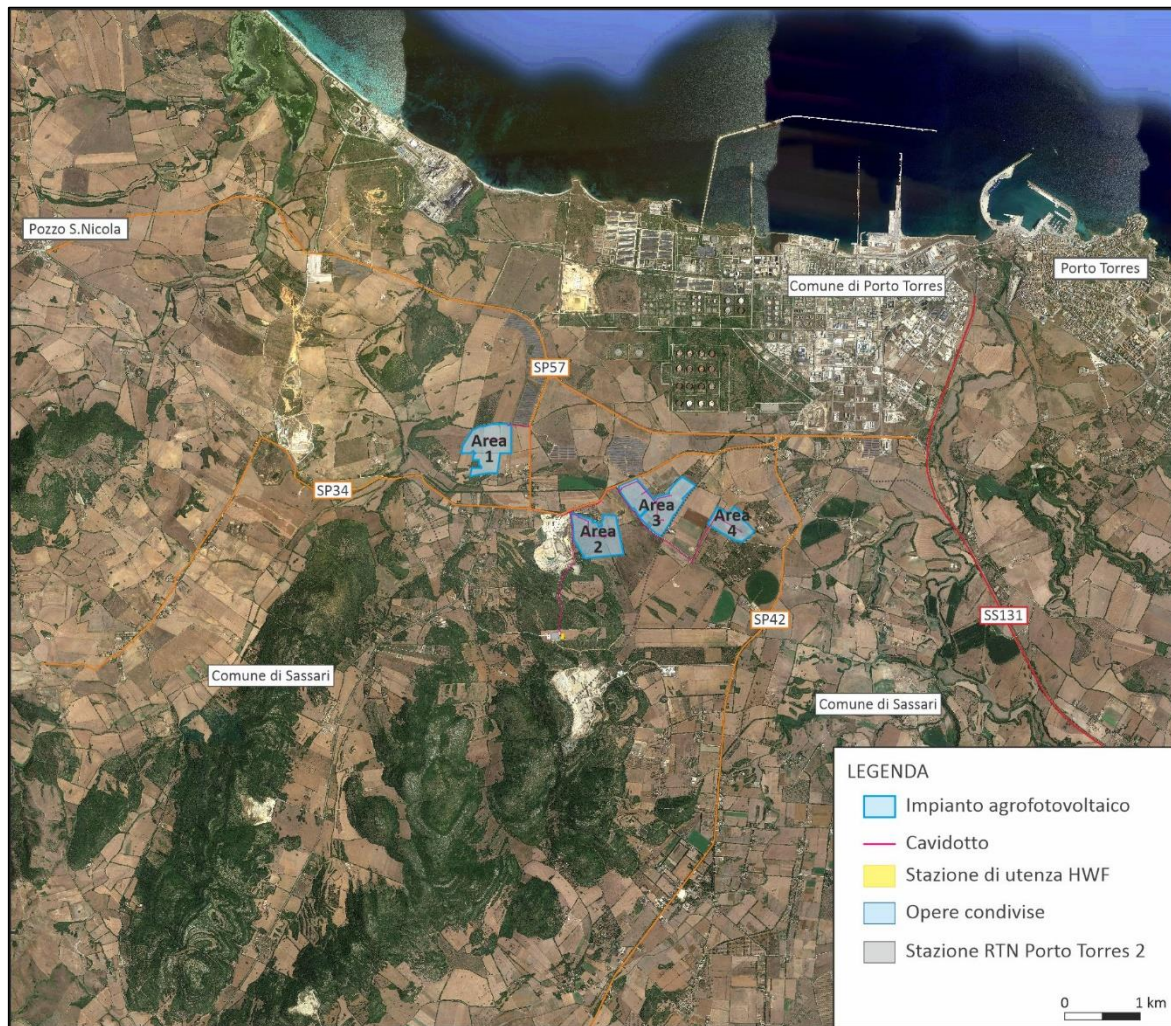 Pozzo S.Nicola
Porto Torres
Comune di Porto Torres
SP57
Area
1
SP34
Area
2
Area
3
Area
4
SP42
SS131
Comune di Sassari
Comune di Sassari
LEGENDA
Impianto agrofotovoltaico
Cavidotto
Stazione di utenza HWF
Opere condivise
Stazione RTN Porto Torres 2
0 1 km